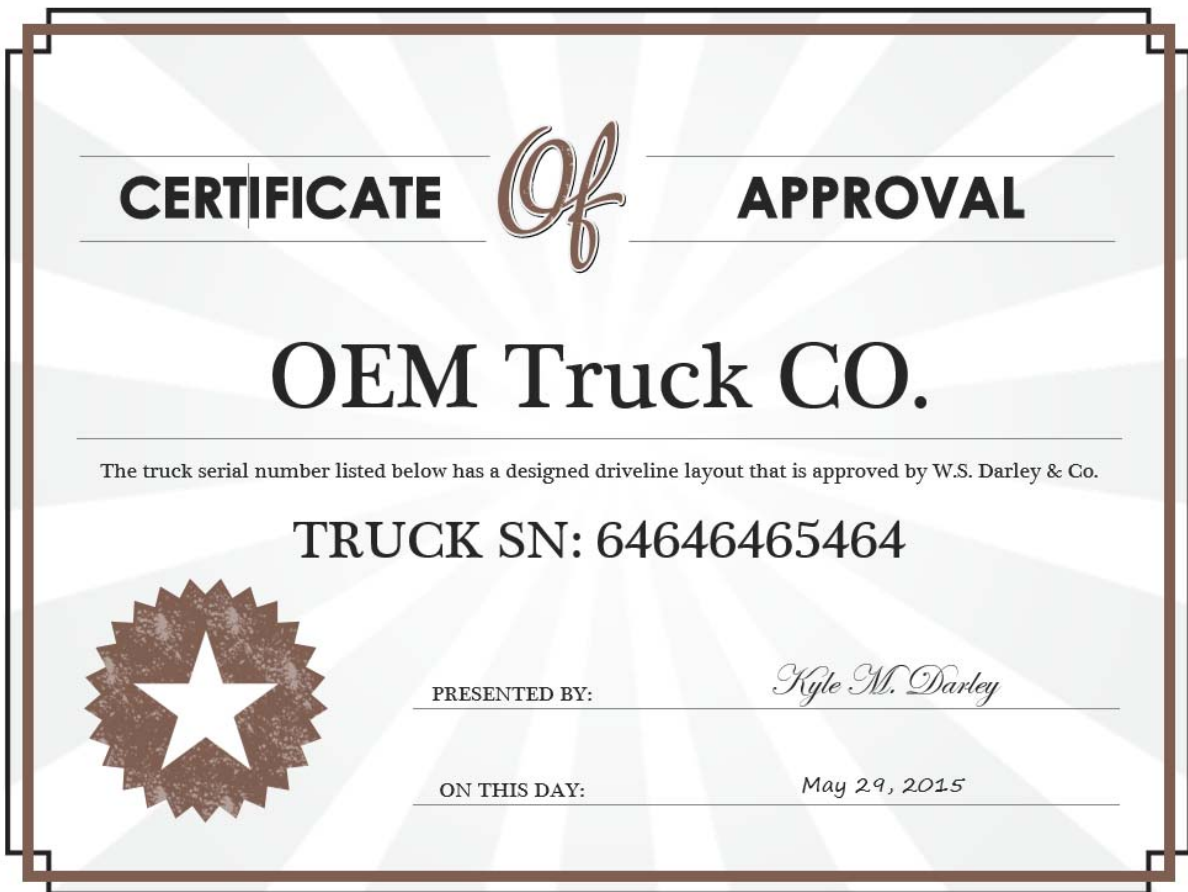 CERTIFICATE Of APPROVAL
OEM Truck CO.
The truck serial number listed below has a designed driveline layout that is approved by W.S. Darley & Co.
TRUCK SN: 64646465464
PRESENTED BY: Kyle M. Darley
ON THIS DAY: May 29, 2015